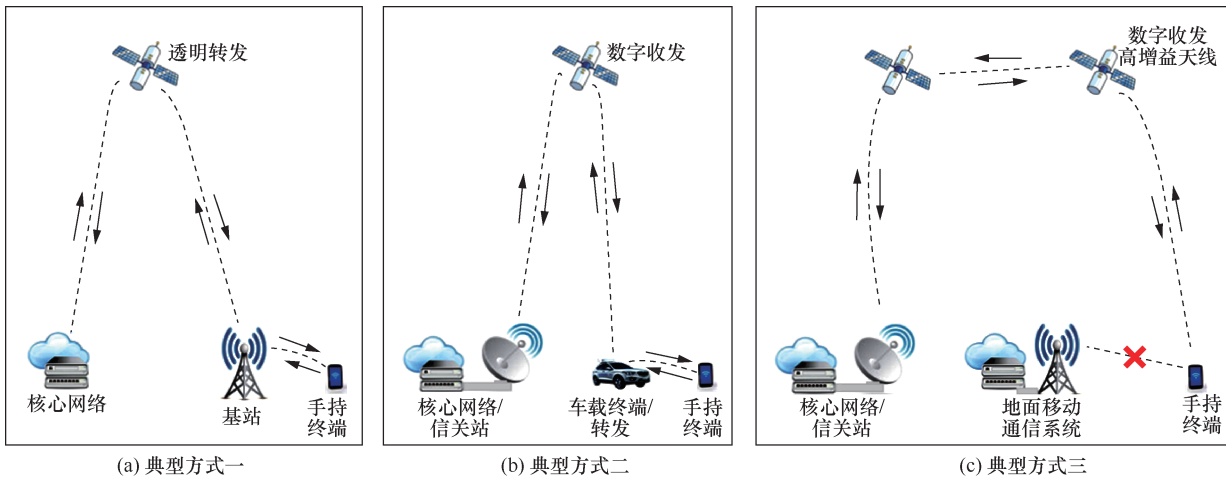 透明转发
核心网络
基站
手持
终端
(a) 典型方式一
数字收发
核心网络/
信关站
车载终端/
转发
手持
终端
(b) 典型方式二
数字收发
高增益天线
核心网络/
信关站
地面移动
通信系统
手持
终端
(c) 典型方式三